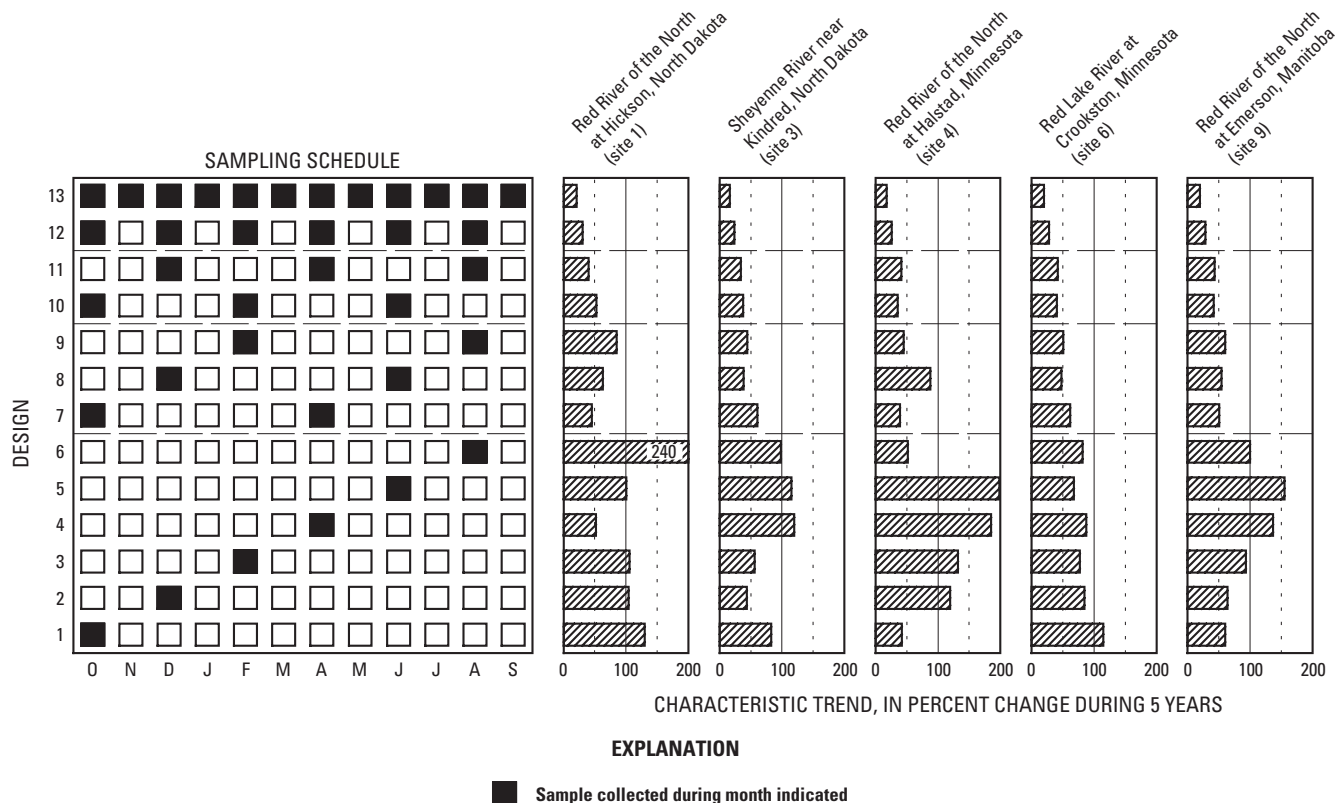 Red River of the North
at Hickson, North Dakota
(site 1)
Sheyenne River near
Kindred, North Dakota
(site 3)
Red River of the North
at Halstad, Minnesota
(site 4)
Red Lake River at
Crookston, Minnesota
(site 6)
Red River of the North
at Emerson, Manitoba
(site 9)
SAMPLING SCHEDULE
DESIGN
13
12
11
10
9
8
7
6
240
5
4
3
2
1
O N D J F M A M J J A S
0 100 200
0 100 200
0 100 200
0 100 200
0 100 200
CHARACTERISTIC TREND, IN PERCENT CHANGE DURING 5 YEARS
EXPLANATION
Sample collected during month indicated